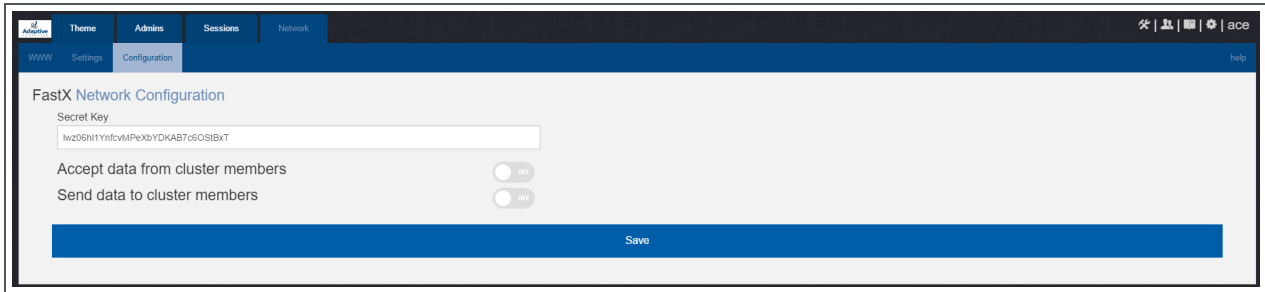 Adaptive
Theme Admins Sessions Network
ace
WWW Settings Configuration help
FastX Network Configuration
Secret Key
Iwz06hI1YnfcvMPeXbYDKAB7c6OStBxT
Accept data from cluster members OFF
Send data to cluster members OFF
Save